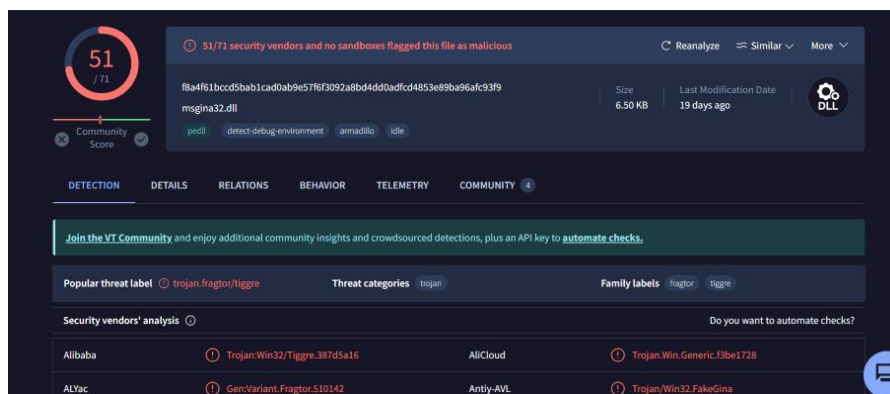 51
/ 71
Community
Score
51/71 security vendors and no sandboxes flagged this file as malicious
Reanalyze
Similar
More
f8a4f61bccd5bab1cad0ab9e57f6f3092a8bd4dd0adfcd4853e89ba96afc93f9
msgina32.dll
pedll
detect-debug-environment
armadillo
idle
Size
6.50 KB
Last Modification Date
19 days ago
DLL
DETECTION
DETAILS
RELATIONS
BEHAVIOR
TELEMETRY
COMMUNITY 4
Join the VT Community and enjoy additional community insights and crowdsourced detections, plus an API key to automate checks.
Popular threat label trojan.fragtor/tiggre
Threat categories trojan
Family labels fragtor tiggre
Security vendors' analysis
Do you want to automate checks?
Alibaba
Trojan:Win32/Tiggre.387d5a16
AliCloud
Trojan.Win.Generic.f3be1728
ALYac
Gen:Variant.Fragtor.510142
Antiy-AVL
Trojan/Win32.FakeGina